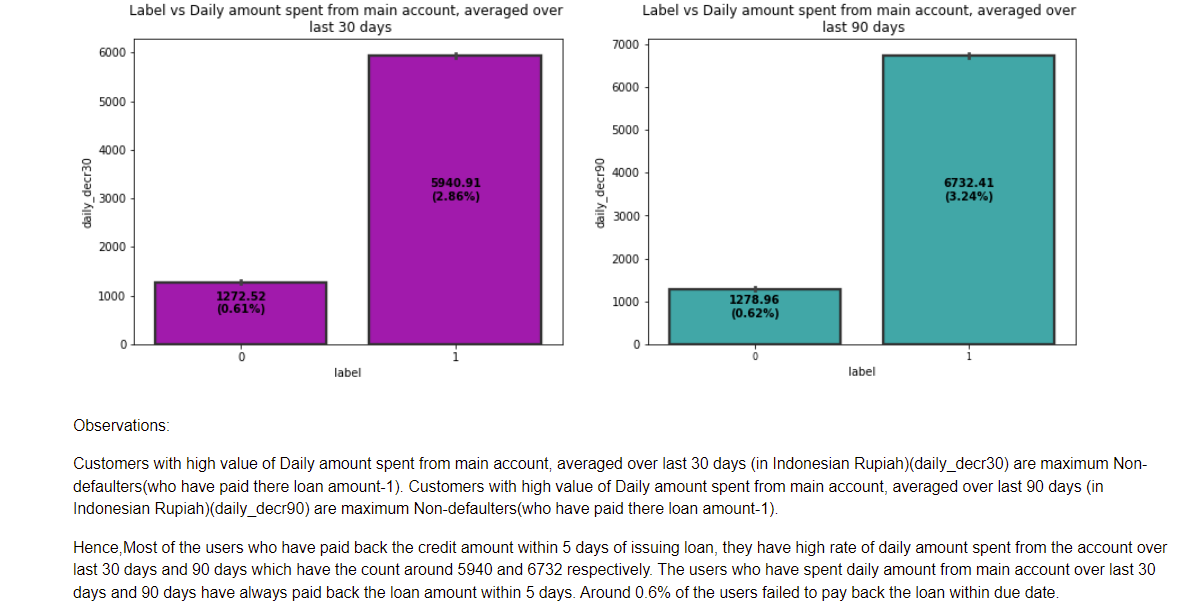 Label vs Daily amount spent from main account, averaged over
last 30 days
6000
5000
4000
3000
2000
1000
0
daily_decr30
5940.91
(2.86%)
1272.52
(0.61%)
0
1
label
Label vs Daily amount spent from main account, averaged over
last 90 days
7000
6000
5000
4000
3000
2000
1000
0
daily_decr90
6732.41
(3.24%)
1278.96
(0.62%)
0
1
label
Observations:
Customers with high value of Daily amount spent from main account, averaged over last 30 days (in Indonesian Rupiah)(daily_decr30) are maximum Non-
defaulters(who have paid there loan amount-1). Customers with high value of Daily amount spent from main account, averaged over last 90 days (in
Indonesian Rupiah)(daily_decr90) are maximum Non-defaulters(who have paid there loan amount-1).
Hence,Most of the users who have paid back the credit amount within 5 days of issuing loan, they have high rate of daily amount spent from the account over
last 30 days and 90 days which have the count around 5940 and 6732 respectively. The users who have spent daily amount from main account over last 30
days and 90 days have always paid back the loan amount within 5 days. Around 0.6% of the users failed to pay back the loan within due date.